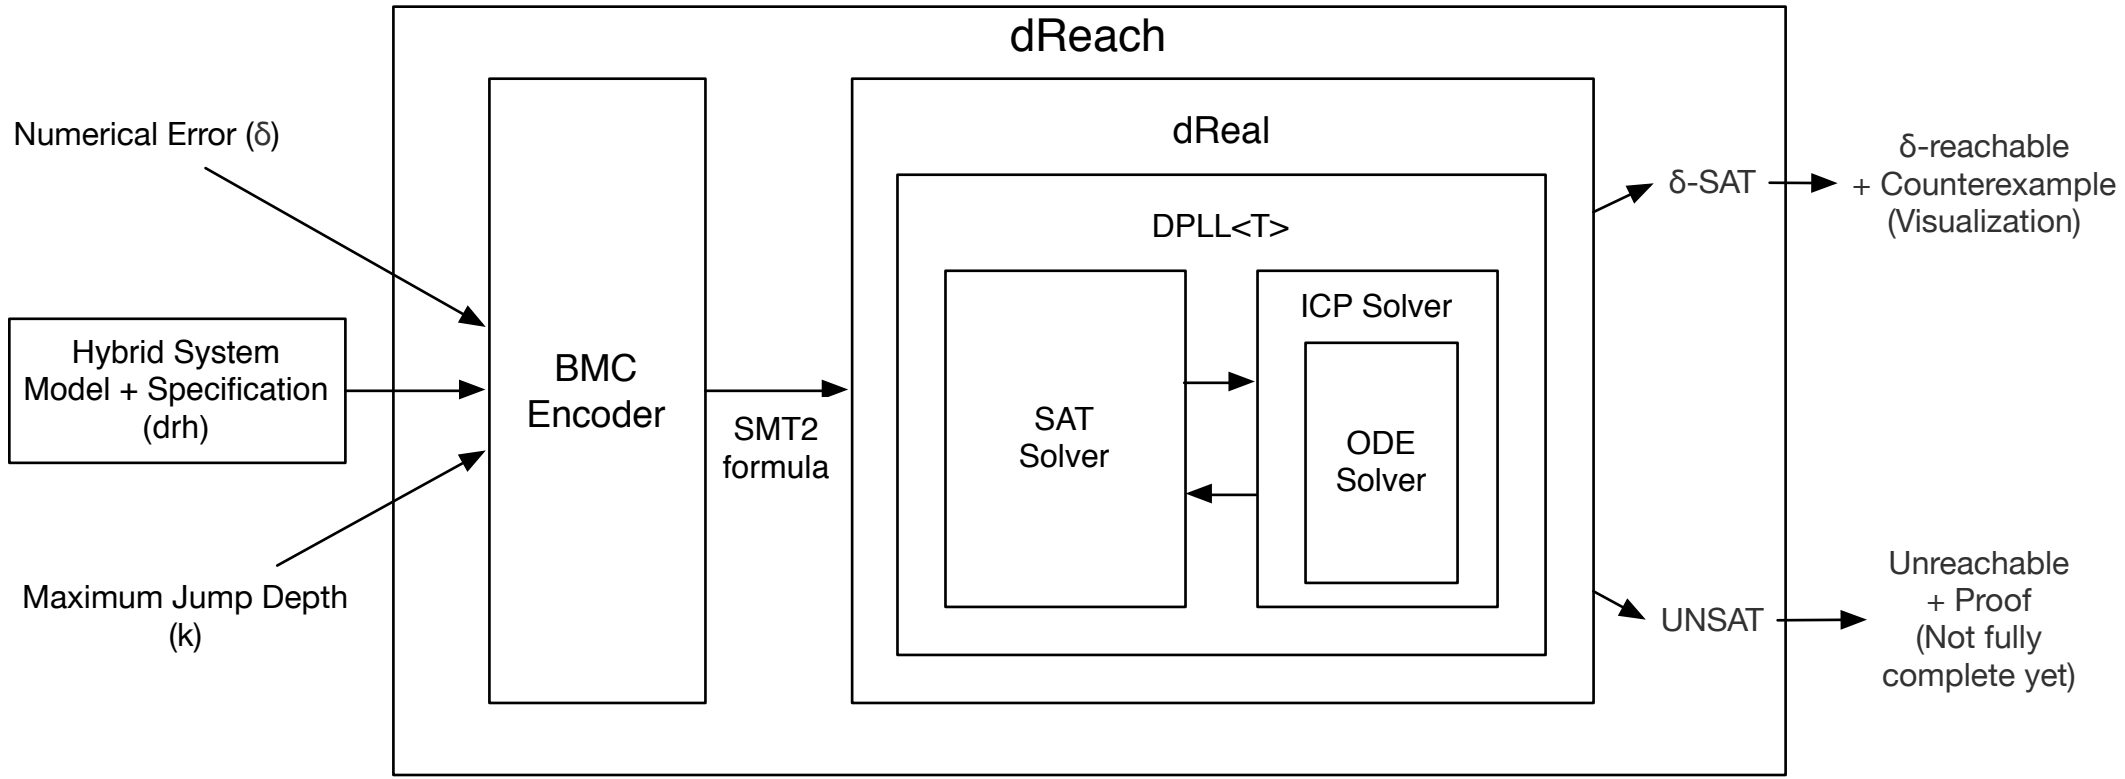 dReach
Numerical Error (δ)
Hybrid System
Model + Specification
(drh)
Maximum Jump Depth
(k)
BMC
Encoder
SMT2
formula
dReal
DPLL<T>
SAT
Solver
ICP Solver
ODE
Solver
δ-SAT
δ-reachable
+ Counterexample
(Visualization)
UNSAT
Unreachable
+ Proof
(Not fully
complete yet)